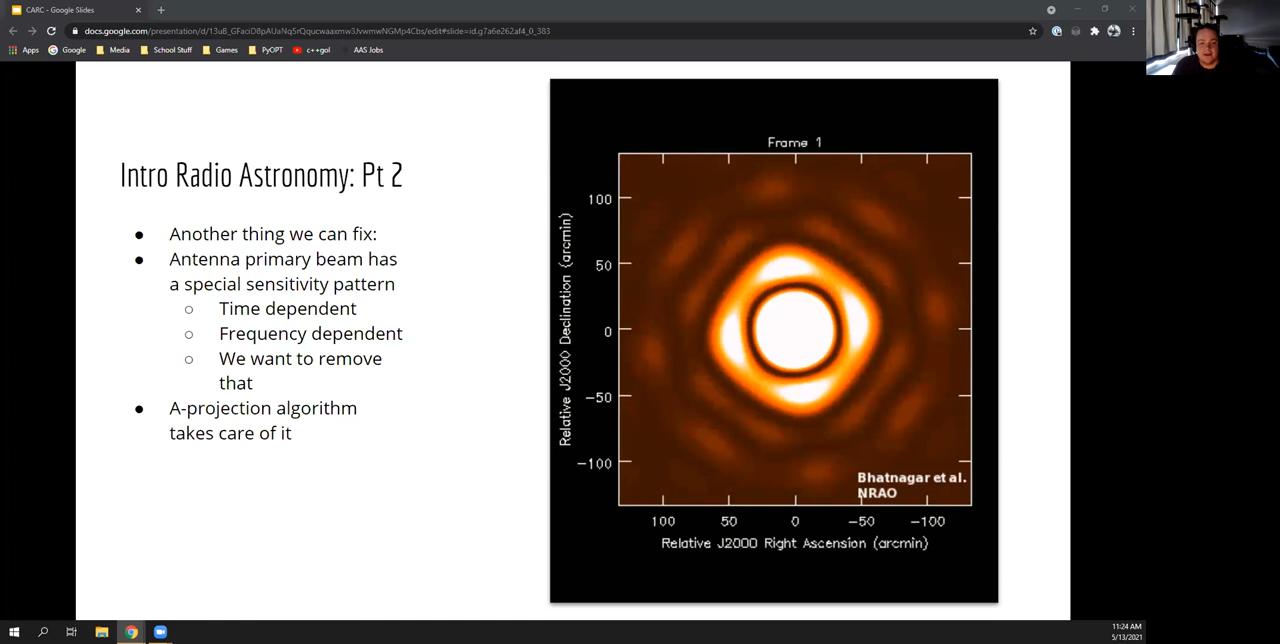 CARC - Google Slides
docs.google.com/presentation/d/13u8_GFaciD8pAUaNq5rQqucwaaxmw3JvwmwNGMp4Cbs/edit#slide=id.g7a6e262af4_0_383
Apps Google Media School Stuff Games PyOPT c++gol AAS Jobs
Intro Radio Astronomy: Pt 2
● Another thing we can fix:
● Antenna primary beam has
a special sensitivity pattern
○ Time dependent
○ Frequency dependent
○ We want to remove
that
● A-projection algorithm
takes care of it
Frame 1
Relative J2000 Declination (arcmin)
100
50
0
−50
−100
Bhatnagar et al.
NRAO
100 50 0 −50 −100
Relative J2000 Right Ascension (arcmin)
11:24 AM
5/13/2021